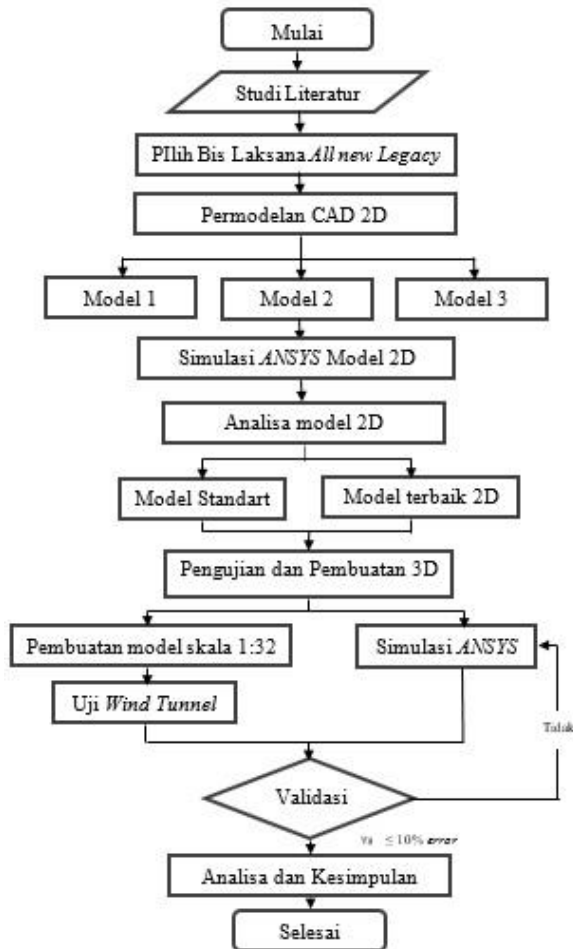 Mulai
Studi Literatur
PIlih Bis Laksana All new Legacy
Permodelan CAD 2D
Model 1
Model 2
Model 3
Simulasi ANSYS Model 2D
Analisa model 2D
Model Standart
Model terbaik 2D
Pengujian dan Pembuatan 3D
Pembuatan model skala 1:32
Simulasi ANSYS
Uji Wind Tunnel
Tidak
Validasi
≤ 10% error
Analisa dan Kesimpulan
Selesai